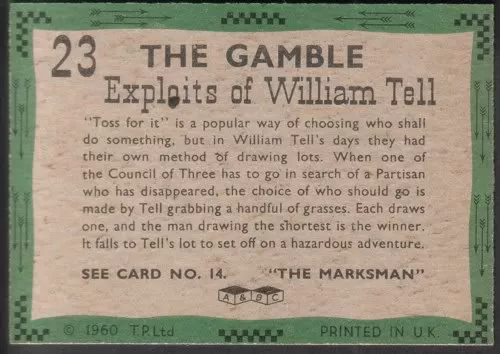 23 THE GAMBLE
Exploits of William Tell
"Toss for it" is a popular way of choosing who shall
do something, but in William Tell's days they had
their own method of drawing lots. When one of
the Council of Three has to go in search of a Partisan
who has disappeared, the choice of who should go is
made by Tell grabbing a handful of grasses. Each draws
one, and the man drawing the shortest is the winner.
It falls to Tell's lot to set off on a hazardous adventure.
SEE CARD NO. 14. "THE MARKSMAN"
A & B C
© 1960 T.P.Ltd PRINTED IN U.K.